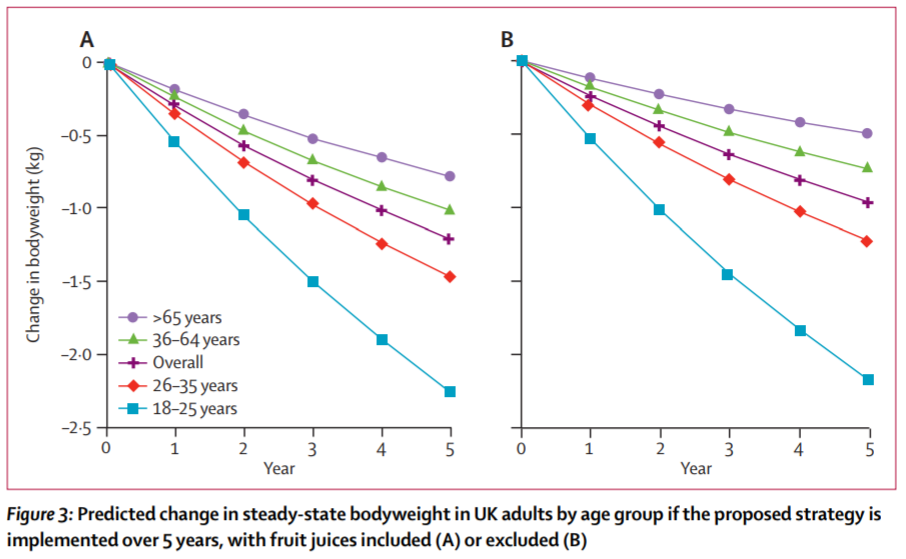 A
B
0
–0·5
–1·0
–1·5
–2·0
–2·5
Change in bodyweight (kg)
>65 years
36–64 years
Overall
26–35 years
18–25 years
0 1 2 3 4 5
Year
0 1 2 3 4 5
Year
Figure 3: Predicted change in steady-state bodyweight in UK adults by age group if the proposed strategy is
implemented over 5 years, with fruit juices included (A) or excluded (B)